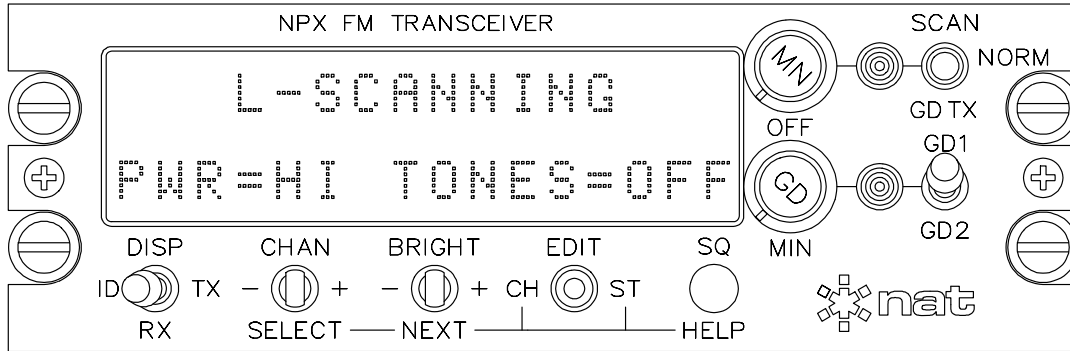 NPX FM TRANSCEIVER
SCAN
MN
NORM
L-SCANNING
OFF
GD TX
GD1
PWR=HI TONES=OFF
GD
MIN
GD2
DISP CHAN BRIGHT EDIT SQ
ID TX - + - + CH ST
RX SELECT NEXT HELP
nat